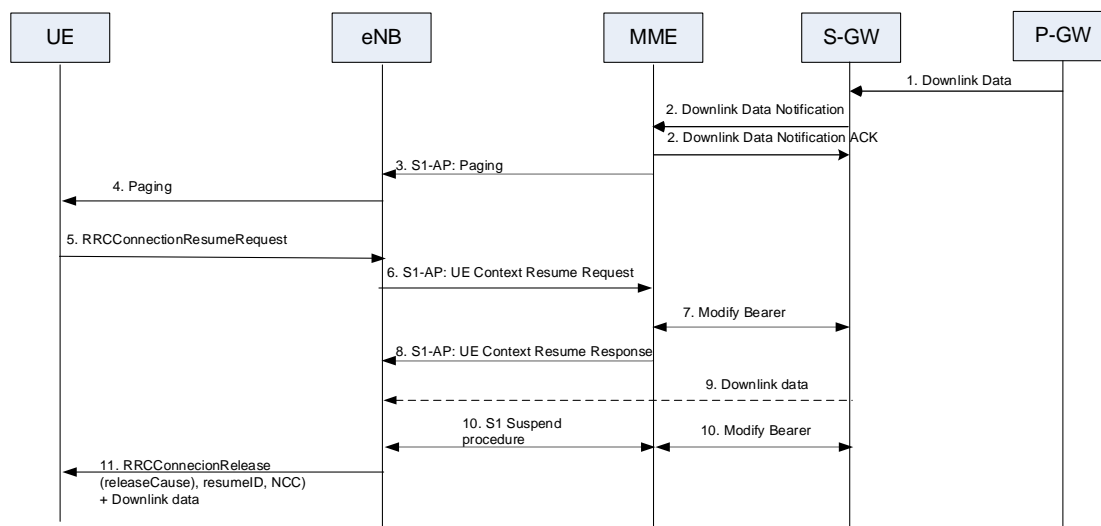 UE
eNB
MME
S-GW
P-GW
1. Downlink Data
2. Downlink Data Notification
2. Downlink Data Notification ACK
3. S1-AP: Paging
4. Paging
5. RRCConnectionResumeRequest
6. S1-AP: UE Context Resume Request
7. Modify Bearer
8. S1-AP: UE Context Resume Response
9. Downlink data
10. S1 Suspend
procedure
10. Modify Bearer
11. RRCConnecionRelease
(releaseCause), resumeID, NCC)
+ Downlink data